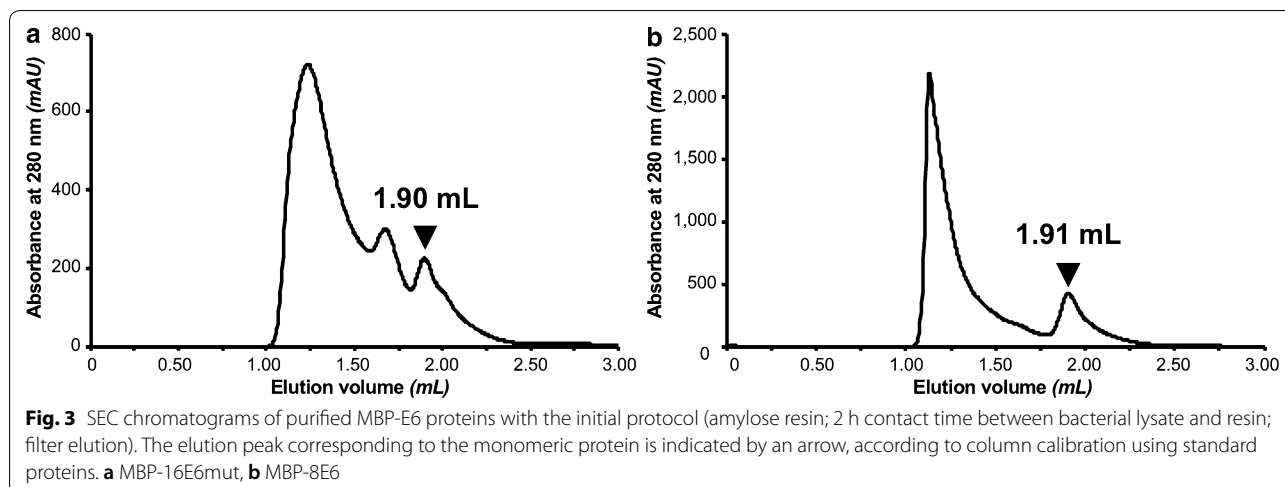 a
800
600
400
200
0
Absorbance at 280 nm (mAU)
1.90 mL
0 0.50 1.00 1.50 2.00 2.50 3.00
Elution volume (mL)
b
2,500
2,000
1,500
1,000
500
0
Absorbance at 280 nm (mAU)
1.91 mL
0 0.50 1.00 1.50 2.00 2.50 3.00
Elution volume (mL)
Fig. 3 SEC chromatograms of purified MBP-E6 proteins with the initial protocol (amylose resin; 2 h contact time between bacterial lysate and resin;
filter elution). The elution peak corresponding to the monomeric protein is indicated by an arrow, according to column calibration using standard
proteins. a MBP-16E6mut, b MBP-8E6